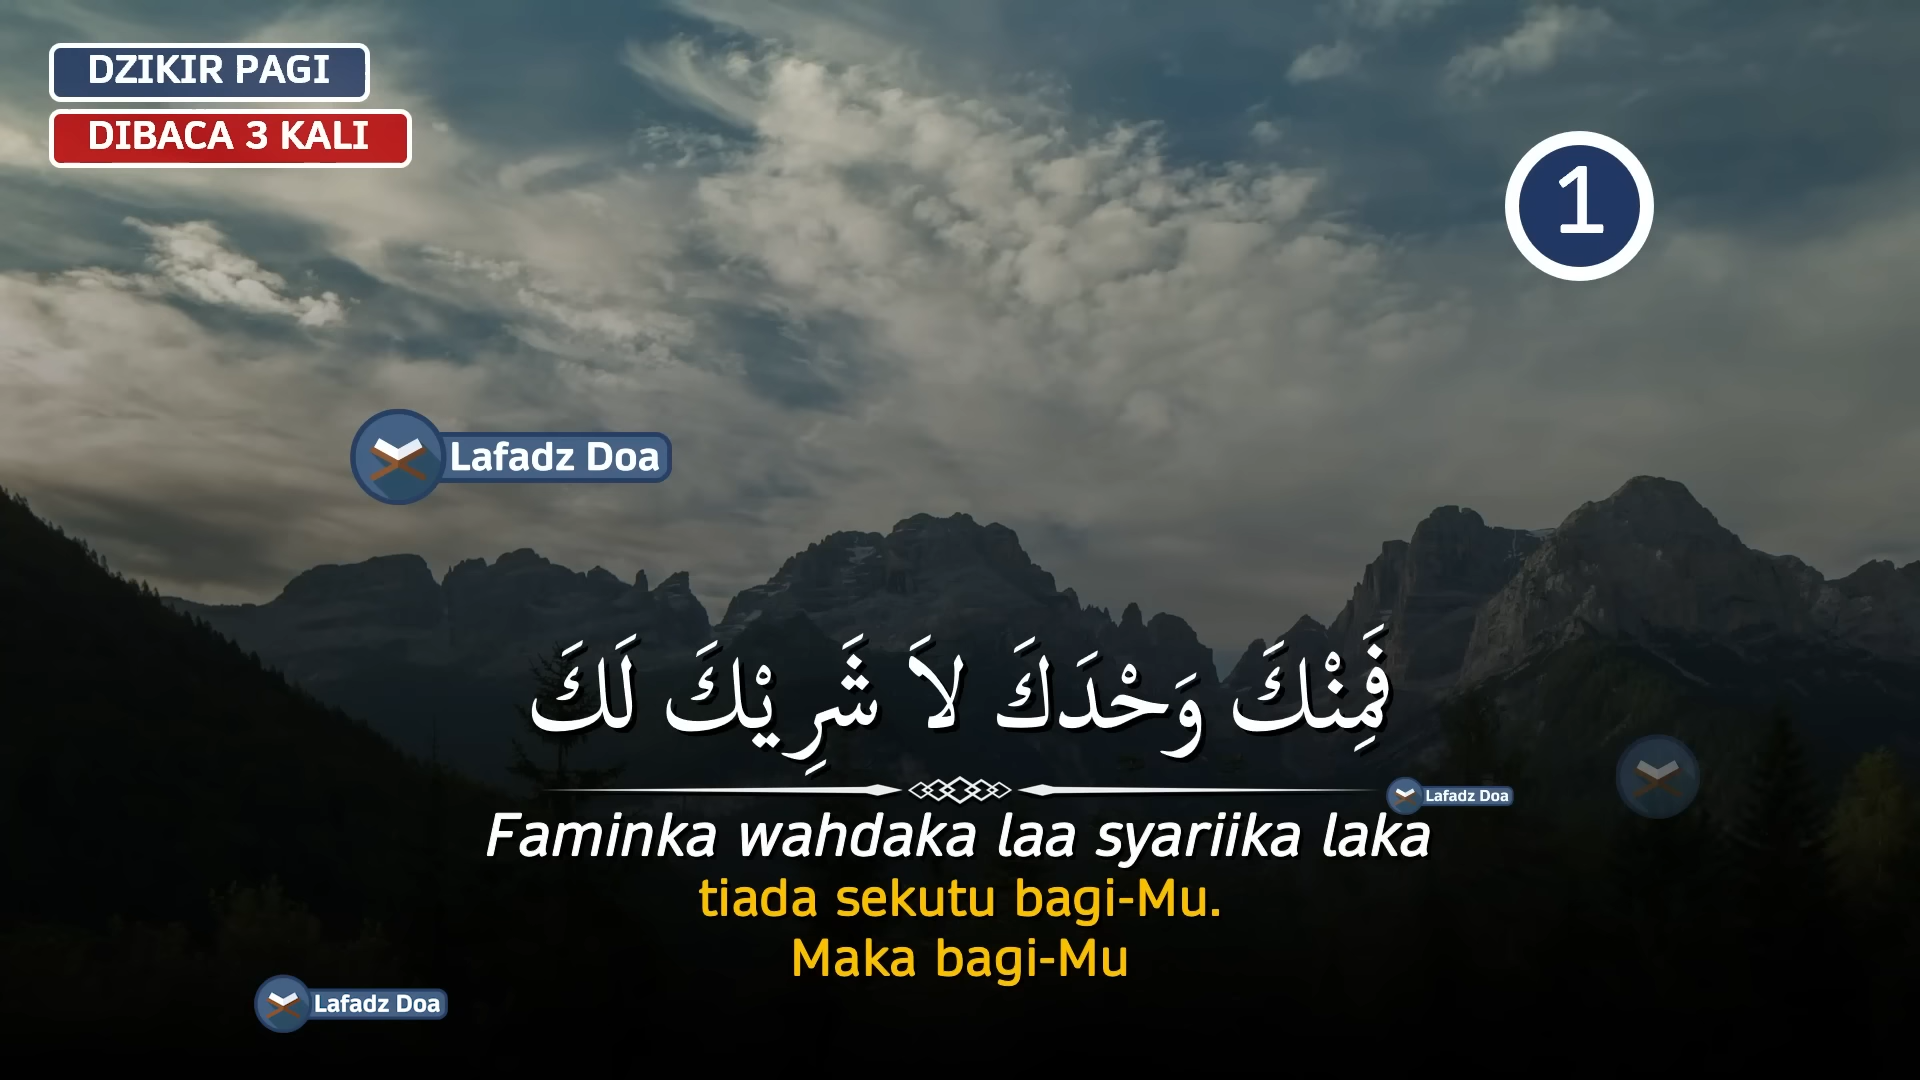 DZIKIR PAGI
DIBACA 3 KALI
1
Lafadz Doa
فَمِنْكَ وَحْدَكَ لاَ شَرِيْكَ لَكَ
Lafadz Doa
Faminka wahdaka laa syariika laka
tiada sekutu bagi-Mu.
Maka bagi-Mu
Lafadz Doa